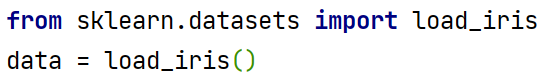 from sklearn.datasets import load_iris
data = load_iris()